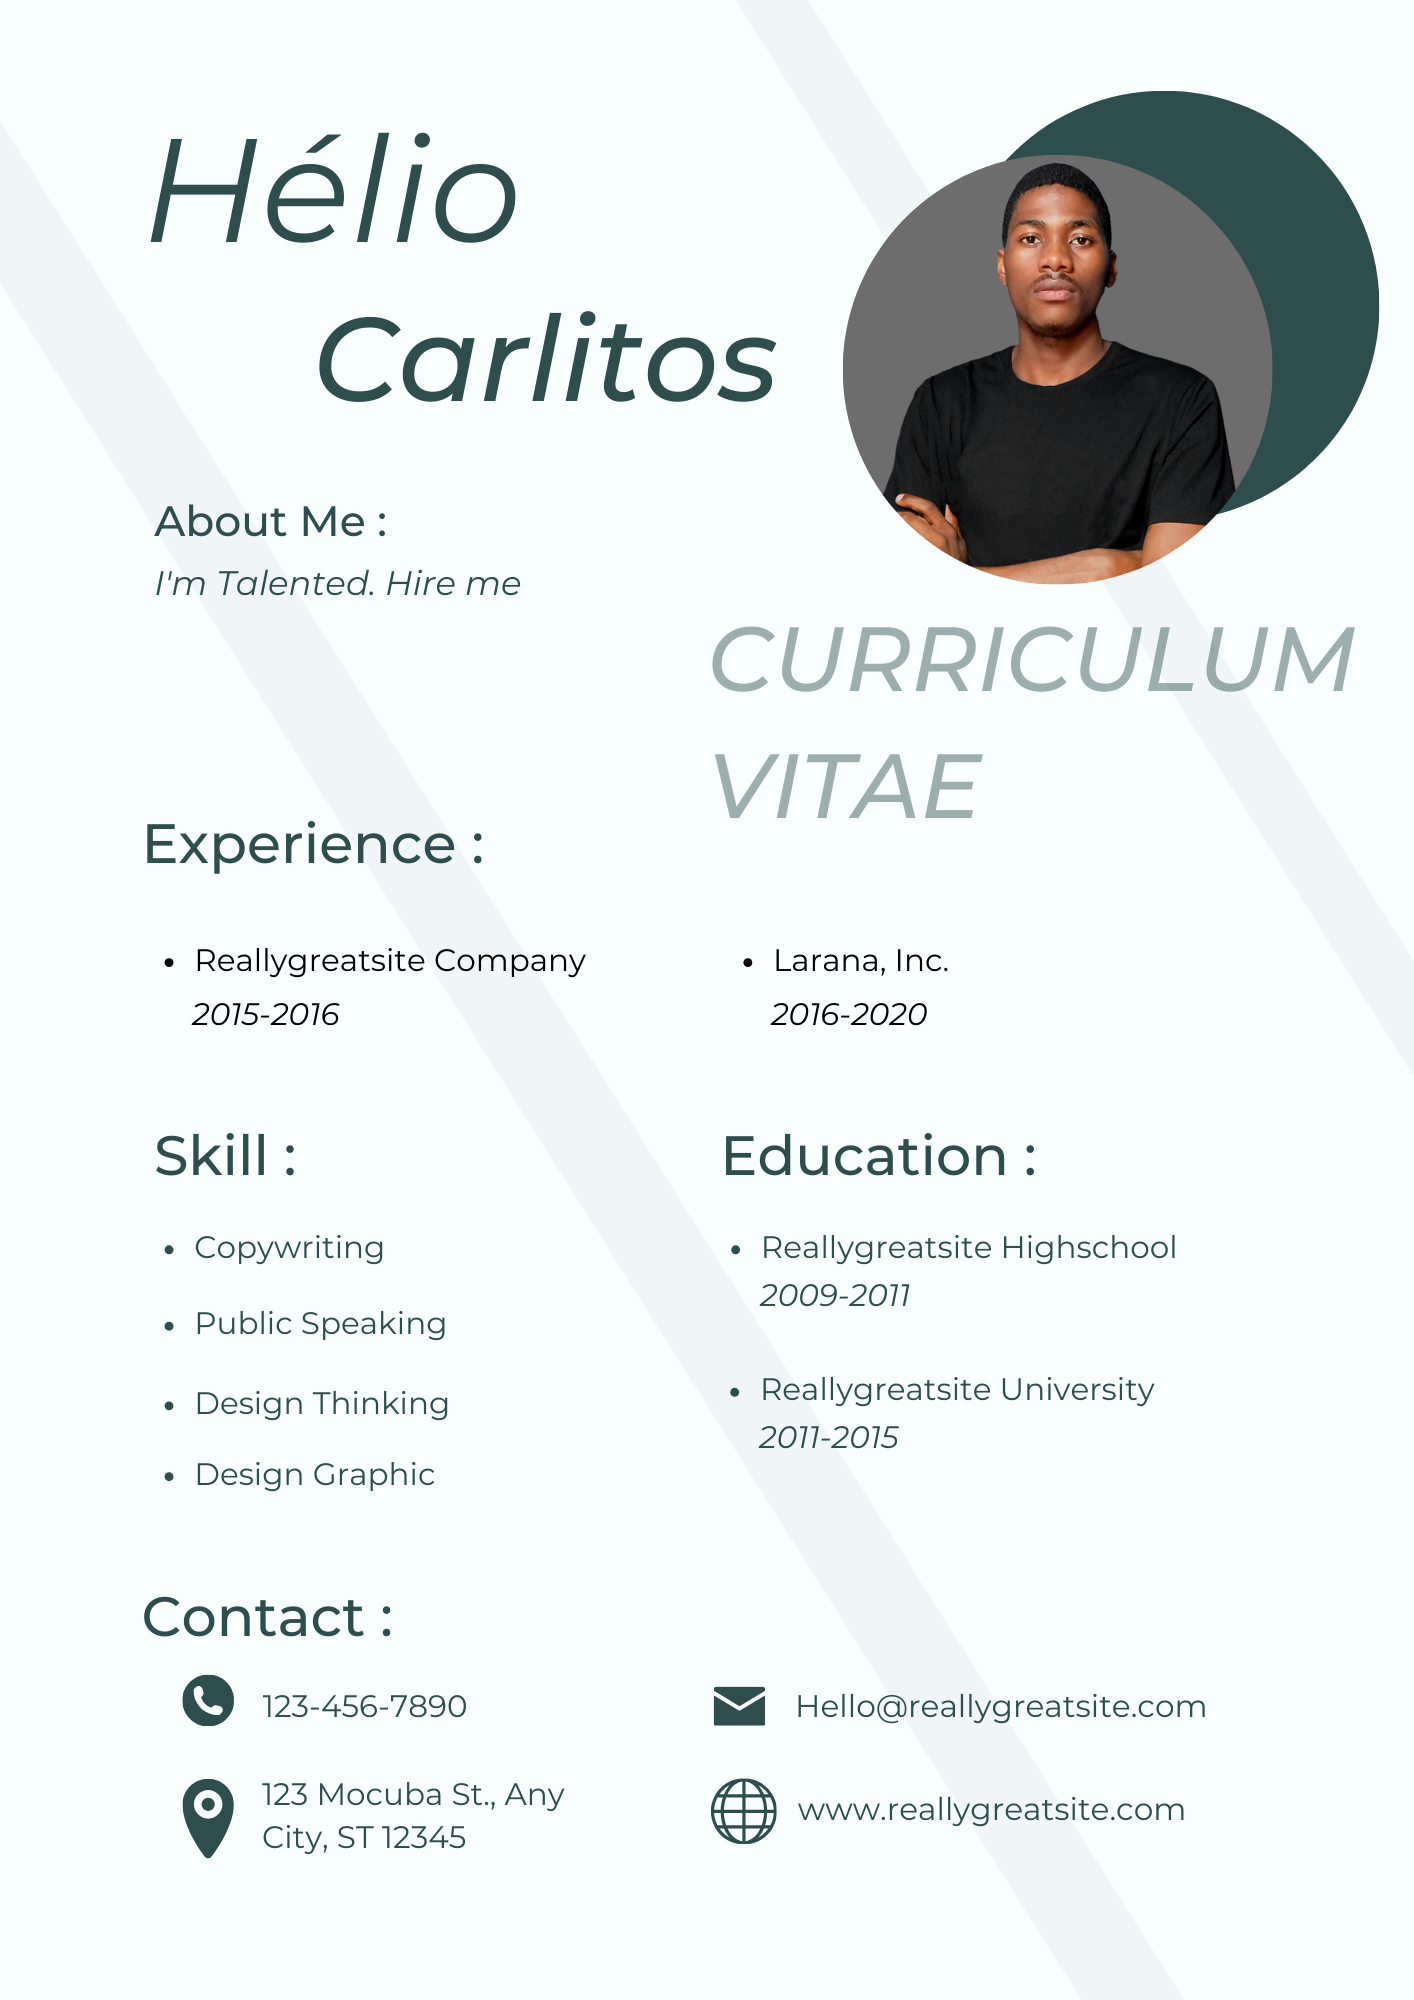 Hélio
Carlitos
About Me :
I'm Talented. Hire me
CURRICULUM
VITAE
Experience :
• Reallygreatsite Company
2015-2016
• Larana, Inc.
2016-2020
Skill :
• Copywriting
• Public Speaking
• Design Thinking
• Design Graphic
Education :
• Reallygreatsite Highschool
2009-2011
• Reallygreatsite University
2011-2015
Contact :
123-456-7890
Hello@reallygreatsite.com
123 Mocuba St., Any
City, ST 12345
www.reallygreatsite.com